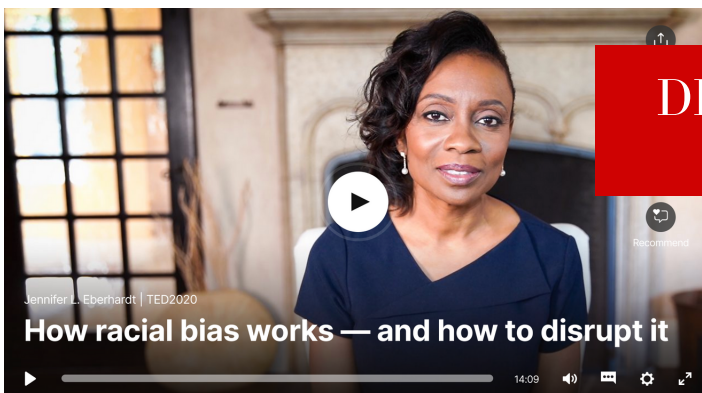 DI
Recommend
Jennifer L. Eberhardt | TED2020
How racial bias works — and how to disrupt it
14:09